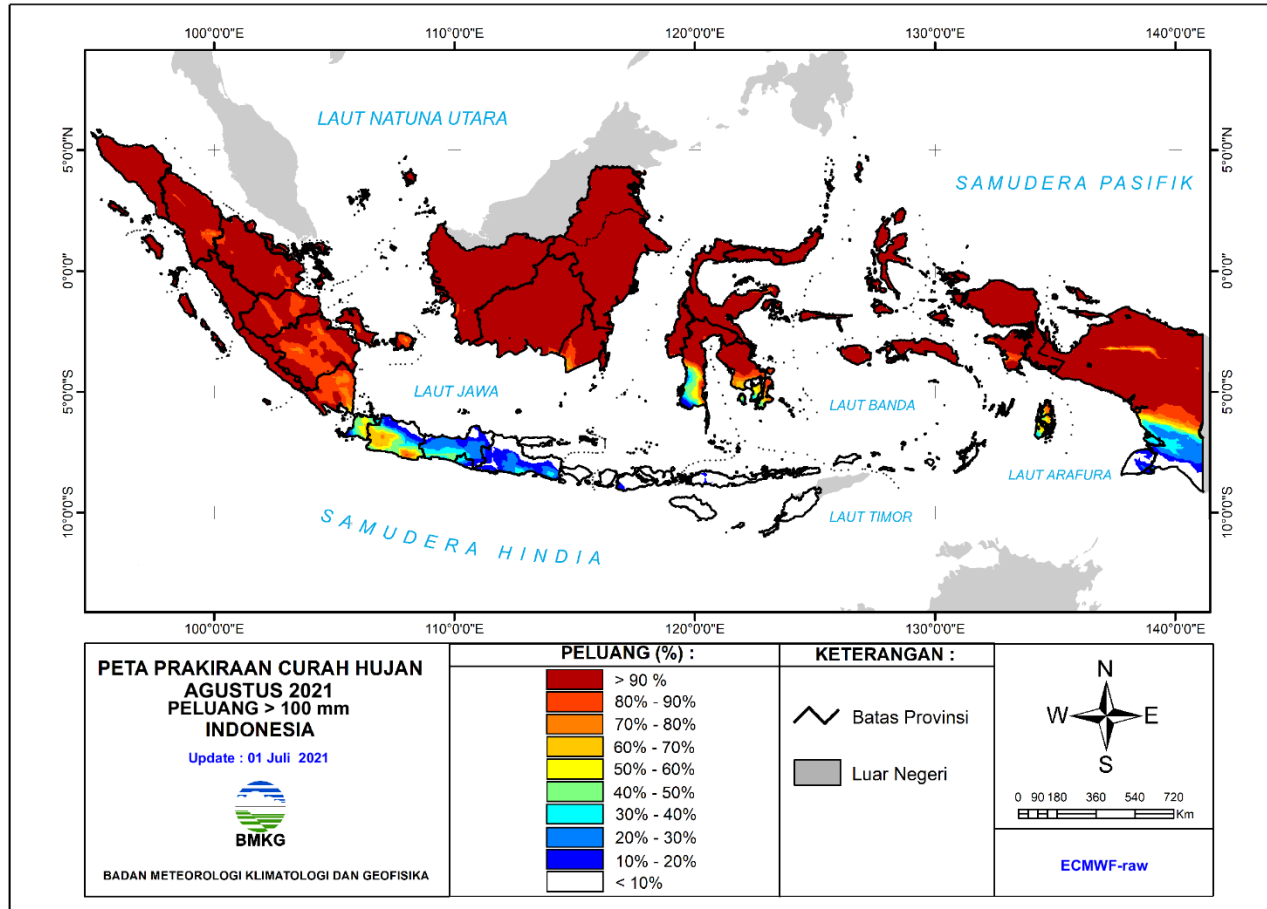 100°0'0"E 110°0'0"E 120°0'0"E 130°0'0"E 140°0'0"E
5°0'0"N
0°0'0"
5°0'0"S
10°0'0"S
5°0'0"N
0°0'0"
5°0'0"S
10°0'0"S
LAUT NATUNA UTARA
SAMUDERA PASIFIK
LAUT JAWA
LAUT BANDA
LAUT ARAFURA
LAUT TIMOR
SAMUDERA HINDIA
100°0'0"E 110°0'0"E 120°0'0"E 130°0'0"E 140°0'0"E
PETA PRAKIRAAN CURAH HUJAN
AGUSTUS 2021
PELUANG > 100 mm
INDONESIA
Update : 01 Juli 2021
BMKG
BADAN METEOROLOGI KLIMATOLOGI DAN GEOFISIKA
PELUANG (%) :
> 90 %
80% - 90%
70% - 80%
60% - 70%
50% - 60%
40% - 50%
30% - 40%
20% - 30%
10% - 20%
< 10%
KETERANGAN :
Batas Provinsi
Luar Negeri
N
W E
S
0 90 180 360 540 720
Km
ECMWF-raw